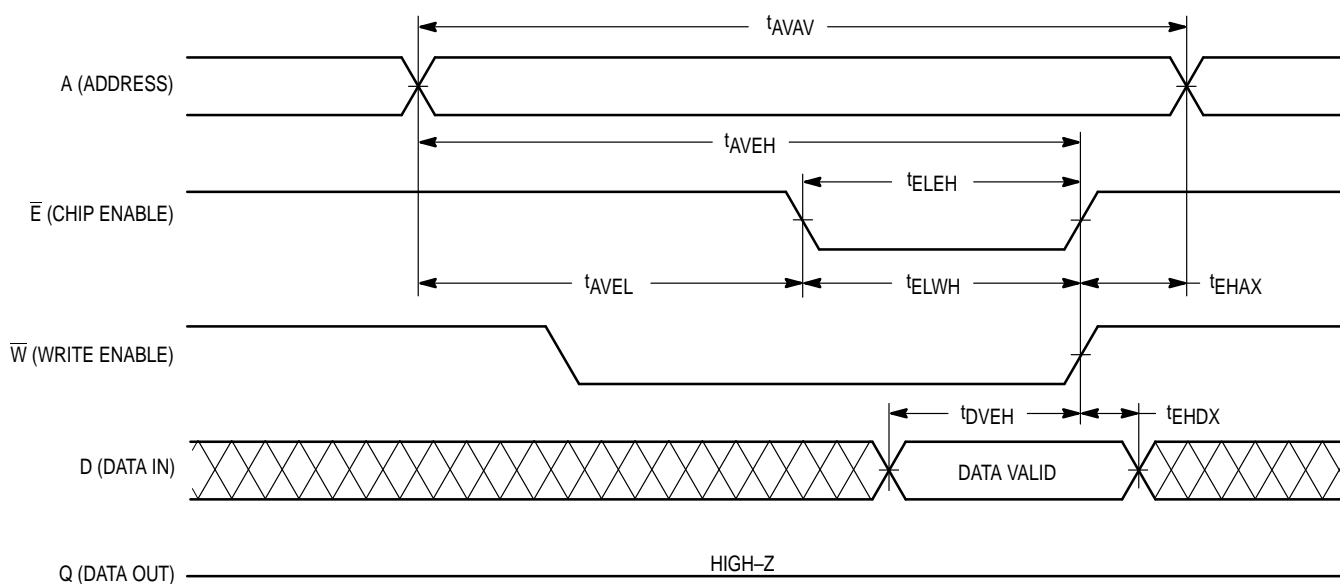 tAVAV
A (ADDRESS)
tAVEH
tELEH
E̅ (CHIP ENABLE)
tAVEL
tELWH
tEHAX
W̅ (WRITE ENABLE)
tDVEH
tEHDX
D (DATA IN)
DATA VALID
HIGH–Z
Q (DATA OUT)